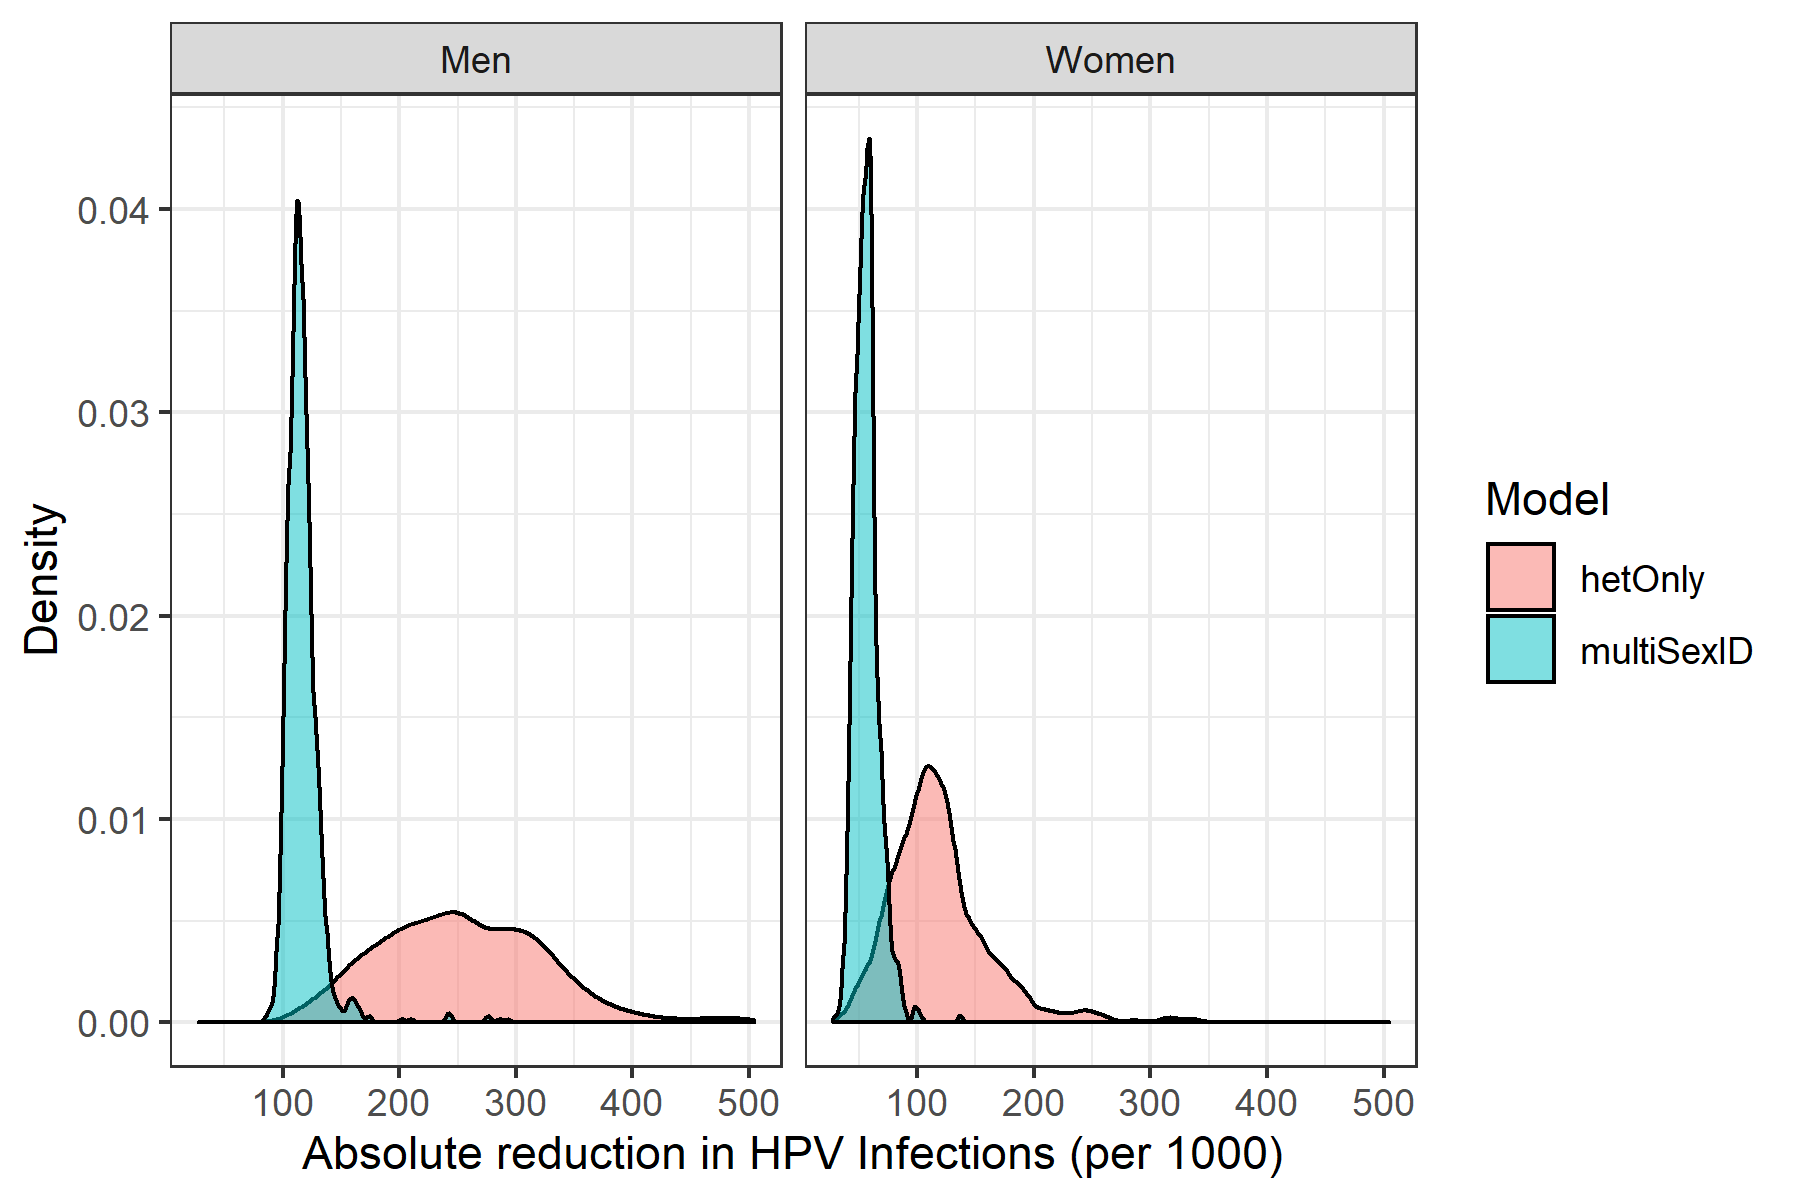 Men
Women
Density
0.04
0.03
0.02
0.01
0.00
100 200 300 400 500
100 200 300 400 500
Absolute reduction in HPV Infections (per 1000)
Model
hetOnly
multiSexID